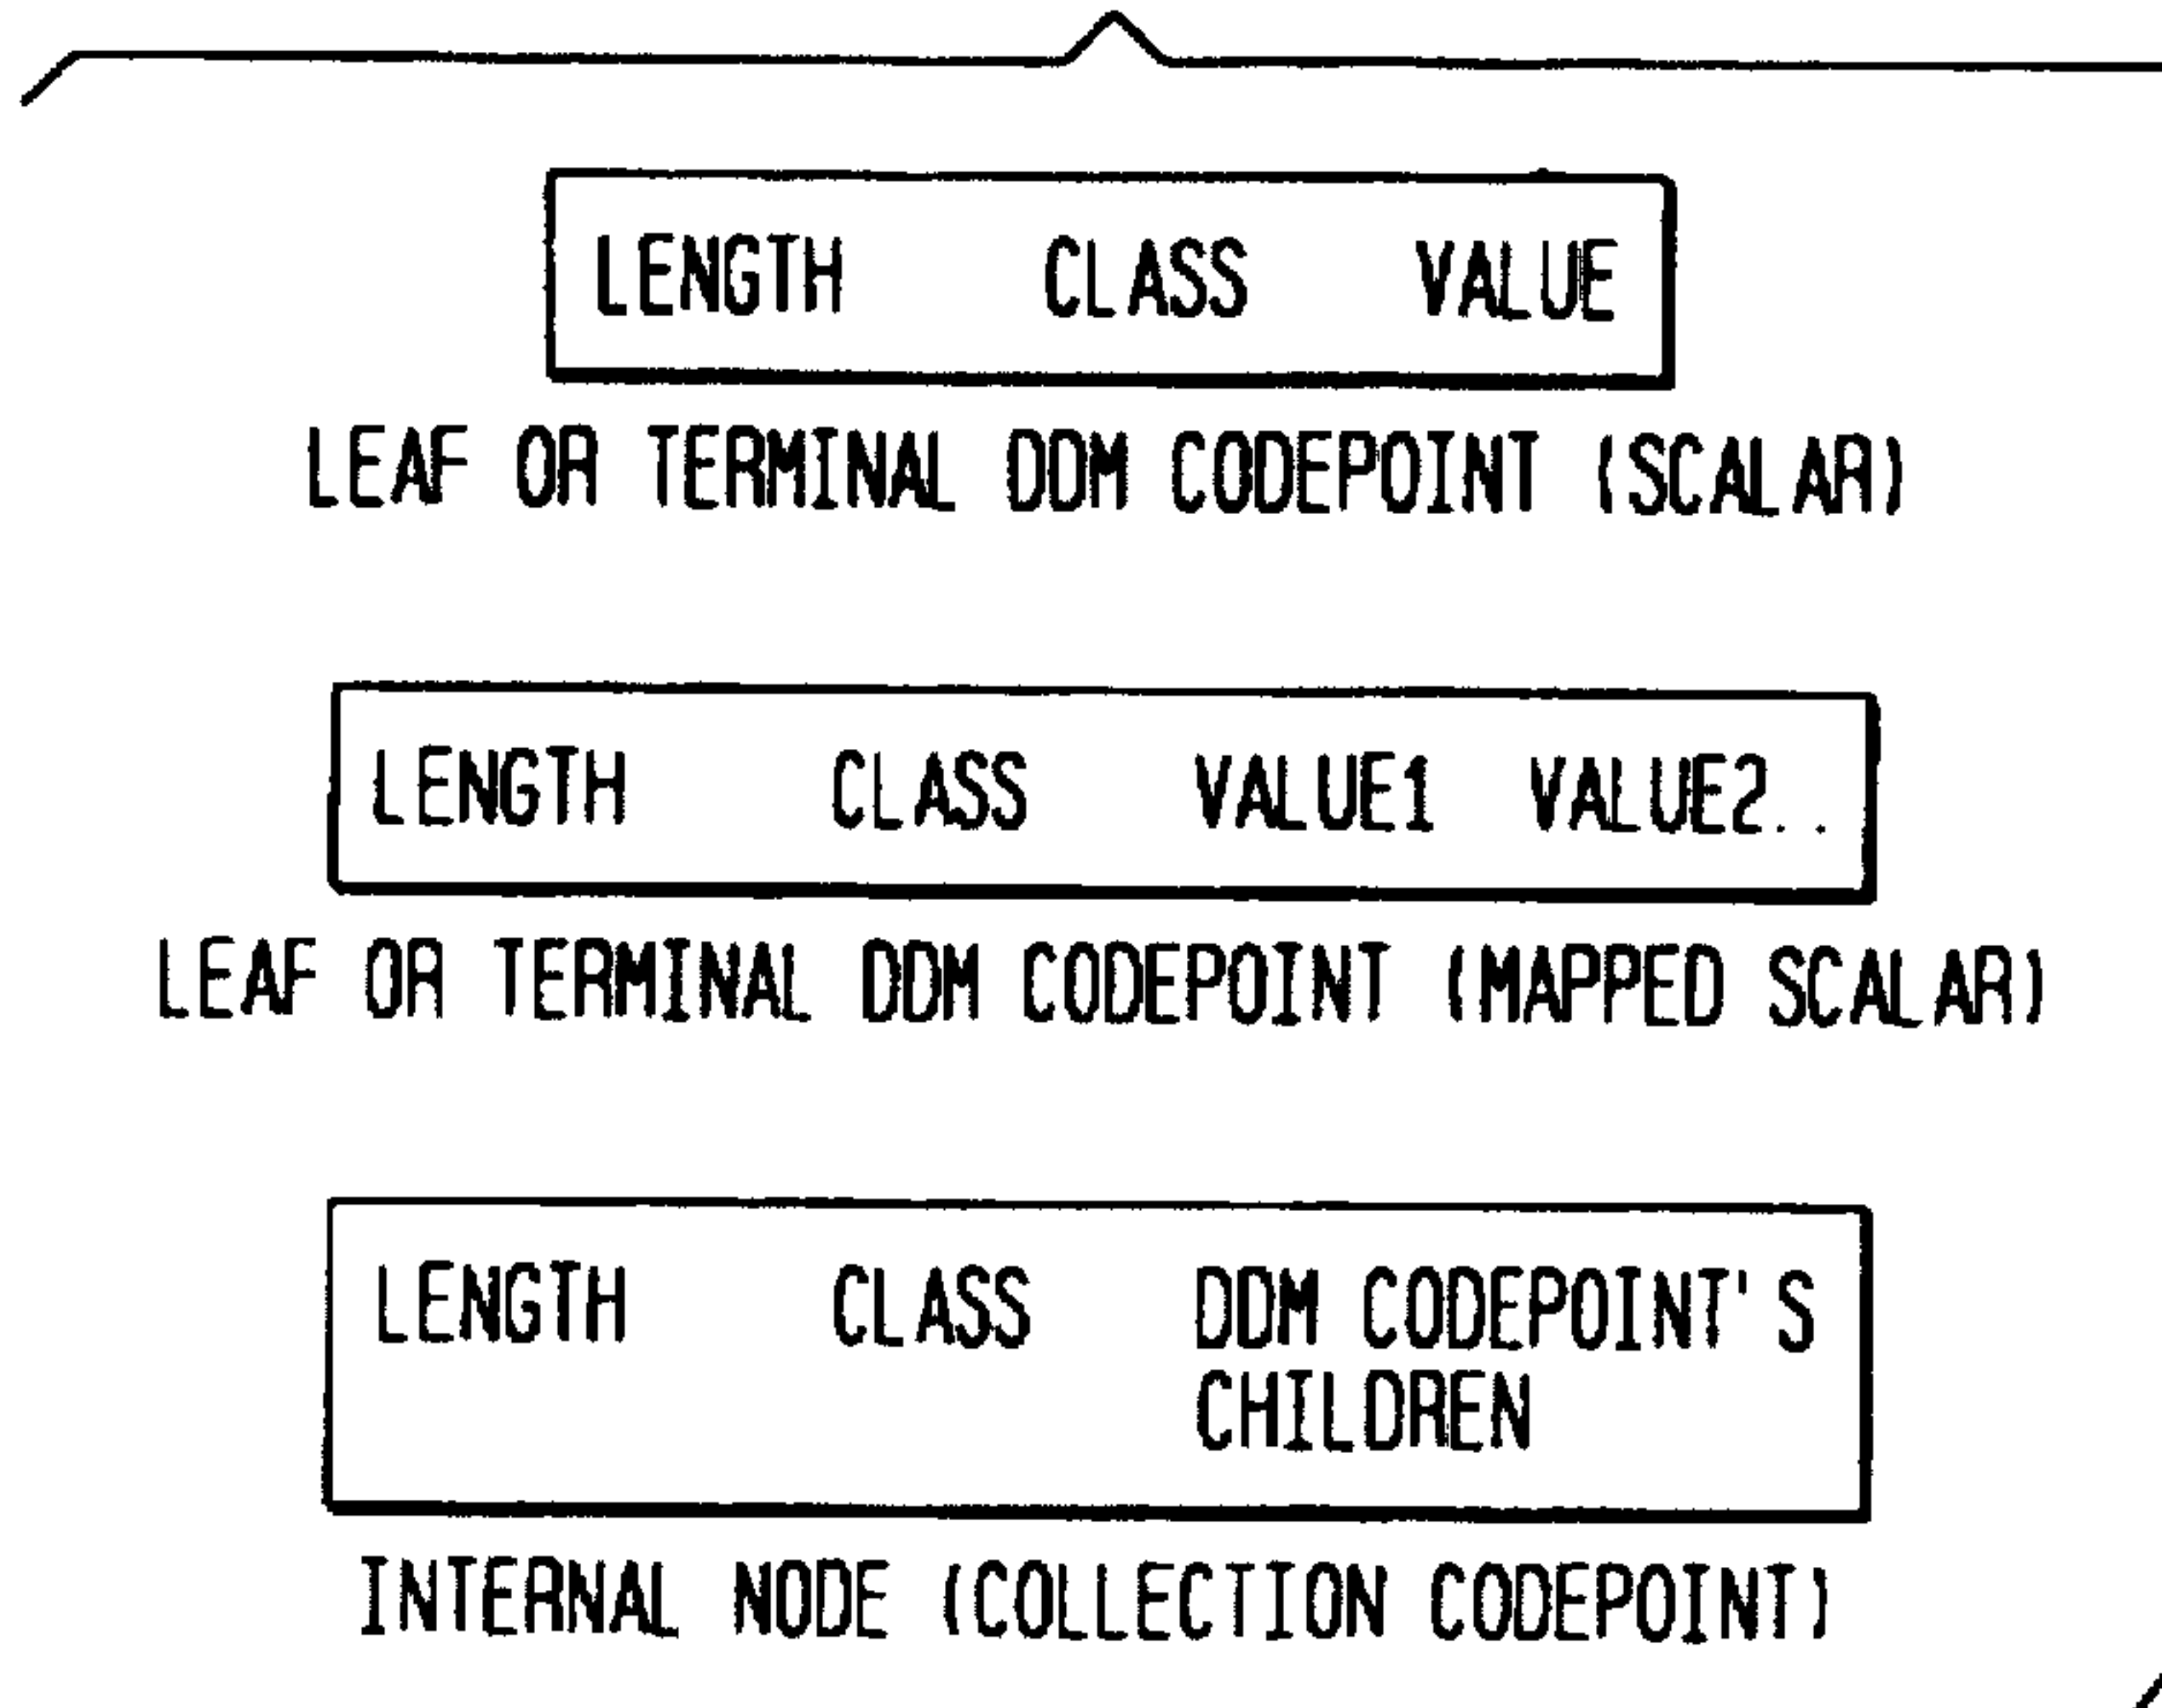 LENGTH CLASS VALUE
LEAF OR TERMINAL DDM CODEPOINT (SCALAR)
LENGTH CLASS VALUE1 VALUE2..
LEAF OR TERMINAL DDM CODEPOINT (MAPPED SCALAR)
LENGTH CLASS DDM CODEPOINT'S
CHILDREN
INTERNAL NODE (COLLECTION CODEPOINT)